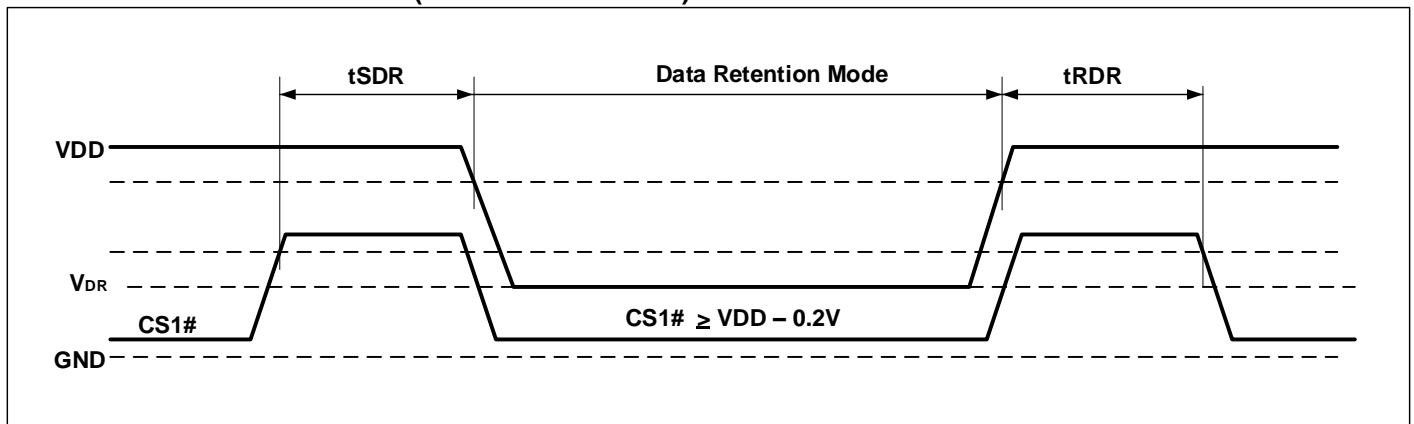 tSDR Data Retention Mode tRDR
VDD
VDR
CS1# ≥ VDD – 0.2V
CS1#
GND